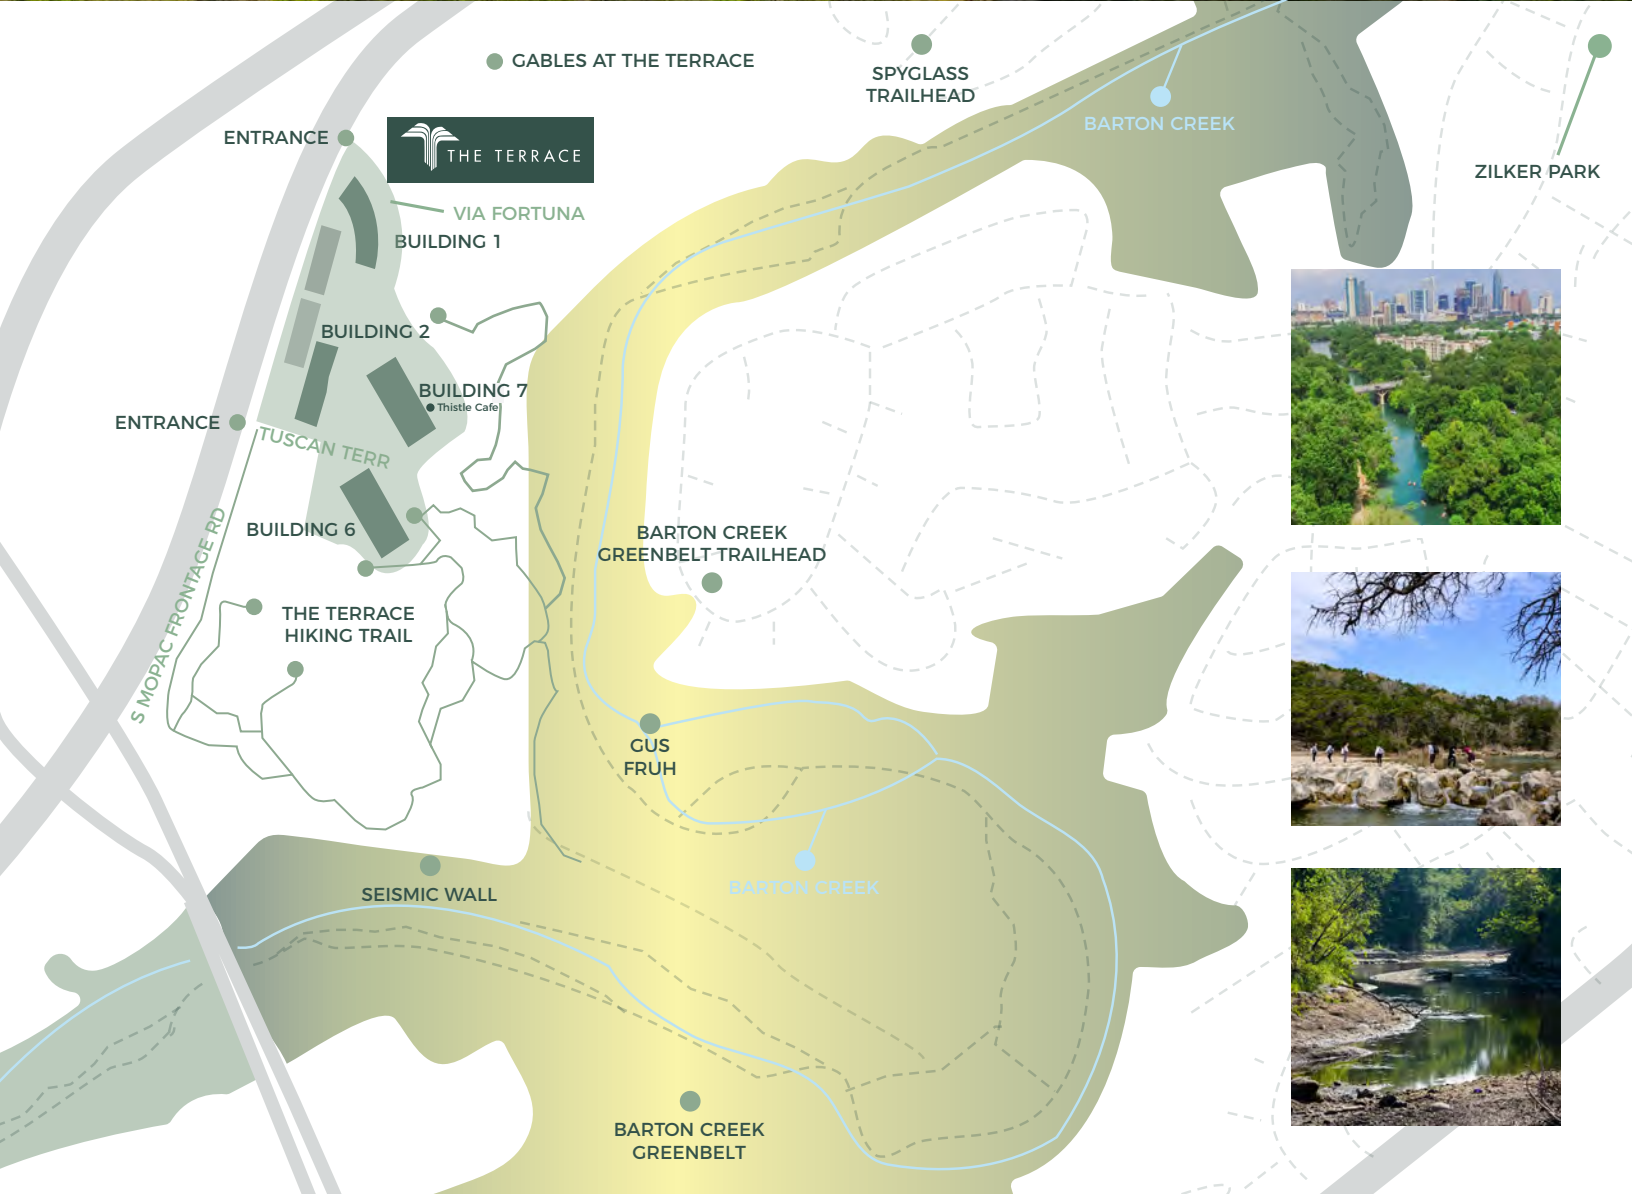 GABLES AT THE TERRACE
SPYGLASS
TRAILHEAD
BARTON CREEK
ENTRANCE
THE TERRACE
ZILKER PARK
VIA FORTUNA
BUILDING 1
BUILDING 2
BUILDING 7
Thistle Cafe
ENTRANCE
TUSCAN TERR
BUILDING 6
BARTON CREEK
GREENBELT TRAILHEAD
S MOPAC FRONTAGE RD
THE TERRACE
HIKING TRAIL
GUS
FRUH
BARTON CREEK
SEISMIC WALL
BARTON CREEK
GREENBELT